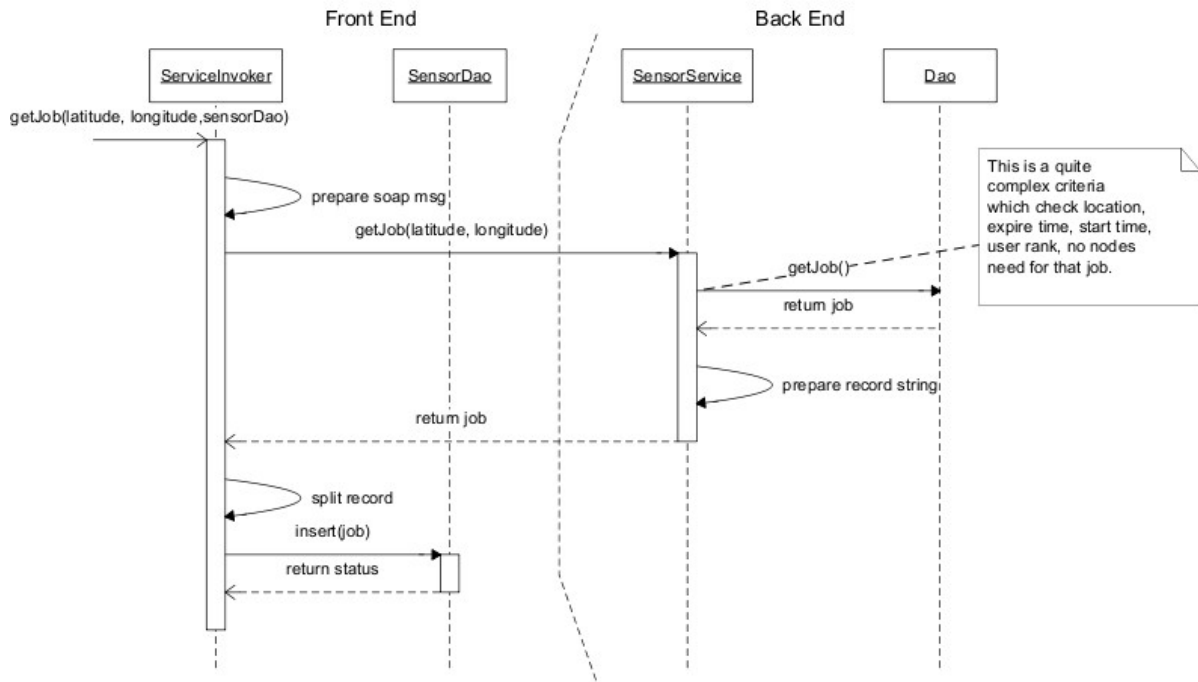 Front End
Back End
ServiceInvoker
SensorDao
SensorService
Dao
getJob(latitude, longitude,sensorDao)
This is a quite
complex criteria
which check location,
expire time, start time,
user rank, no nodes
need for that job.
prepare soap msg
getJob(latitude, longitude)
getJob()
return job
prepare record string
return job
split record
insert(job)
return status